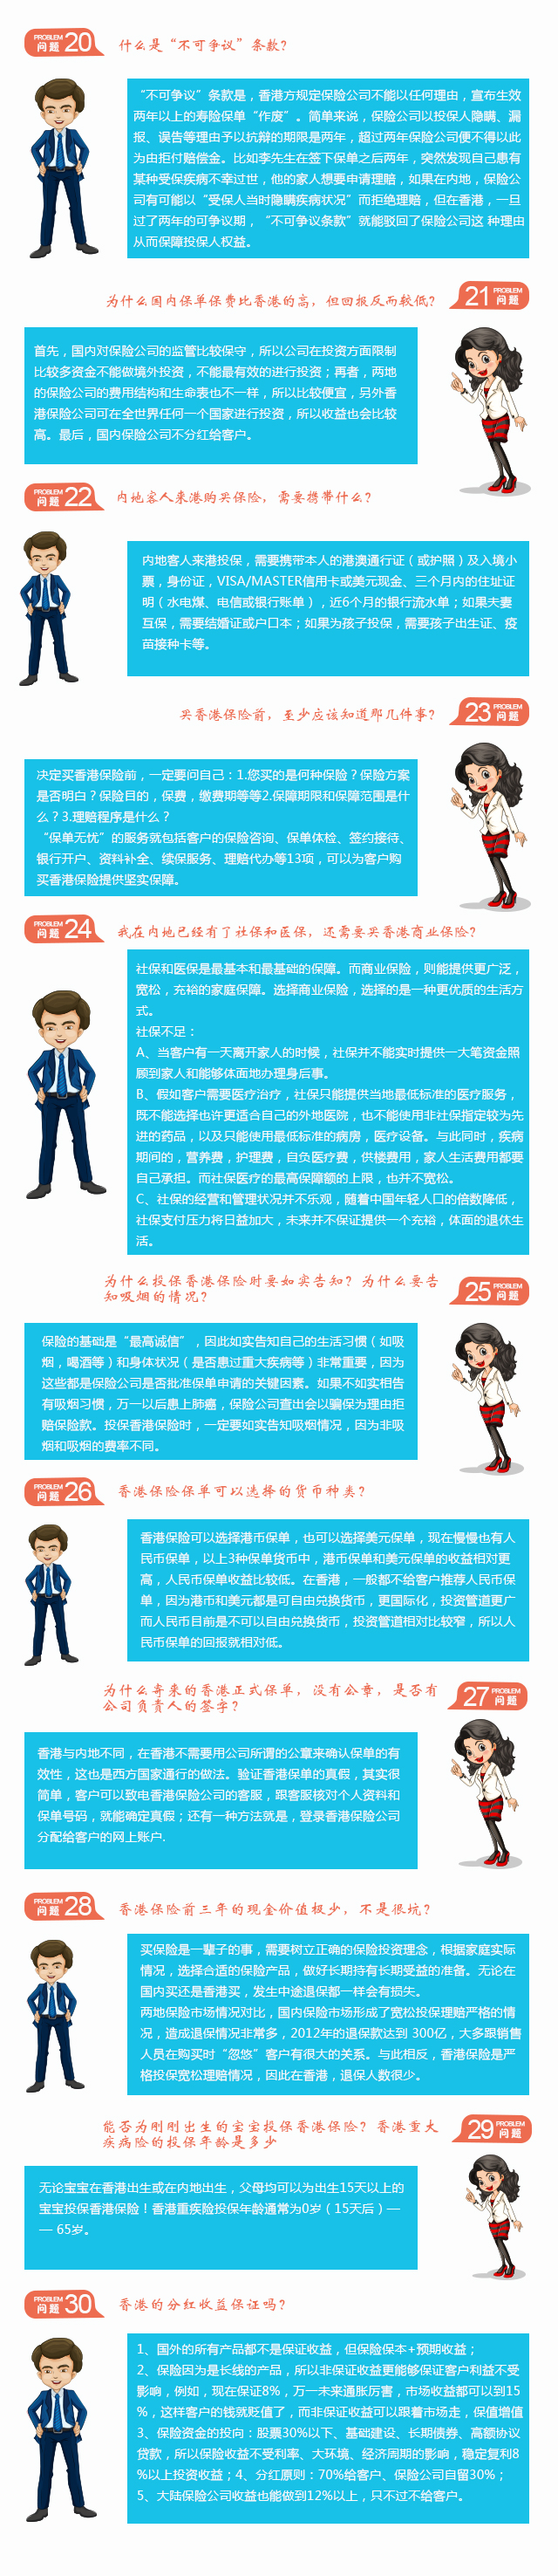 PROBLEM
问题 20
什么是“不可争议”条款?
“不可争议”条款是，香港方规定保险公司不能以任何理由，宣布生效
两年以上的寿险保单“作废”。简单来说，保险公司以投保人隐瞒、漏
报、误告等理由予以抗辩的期限是两年，超过两年保险公司便不得以此
为由拒付赔偿金。比如李先生在签下保单之后两年，突然发现自己患有
某种受保疾病不幸过世，他的家人想要申请理赔，如果在内地，保险公
司有可能以“受保人当时隐瞒疾病状况”而拒绝理赔，但在香港，一旦
过了两年的可争议期，“不可争议条款”就能驳回了保险公司这 种理由
从而保障投保人权益。
为什么国内保单保费比香港的高，但回报反而较低?
21 PROBLEM
问题
首先，国内对保险公司的监管比较保守，所以公司在投资方面限制
比较多资金不能做境外投资，不能最有效的进行投资；再者，两地
的保险公司的费用结构和生命表也不一样，所以比较便宜，另外香
港保险公司可在全世界任何一个国家进行投资，所以收益也会比较
高。最后，国内保险公司不分红给客户。
PROBLEM
问题 22
内地客人来港购买保险，需要携带什么?
内地客人来港投保，需要携带本人的港澳通行证（或护照）及入境小
票，身份证，VISA/MASTER信用卡或美元现金、三个月内的住址证
明（水电煤、电信或银行账单），近6个月的银行流水单；如果夫妻
互保，需要结婚证或户口本；如果为孩子投保，需要孩子出生证、疫
苗接种卡等。
买香港保险前，至少应该知道那几件事?
23 PROBLEM
问题
决定买香港保险前，一定要问自己：1.您买的是何种保险？保险方案
是否明白？保险目的，保费，缴费期等等2.保障期限和保障范围是什
么？3.理赔程序是什么？
“保单无忧”的服务就包括客户的保险咨询、保单体检、签约接待、
银行开户、资料补全、续保服务、理赔代办等13项，可以为客户购
买香港保险提供坚实保障。
PROBLEM
问题 24
我在内地已经有了社保和医保，还需要买香港商业保险?
社保和医保是最基本和最基础的保障。而商业保险，则能提供更广泛，
宽松，充裕的家庭保障。选择商业保险，选择的是一种更优质的生活方
式。
社保不足：
A、当客户有一天离开家人的时候，社保并不能实时提供一大笔资金照
顾到家人和能够体面地办理身后事。
B、假如客户需要医疗治疗，社保只能提供当地最低标准的医疗服务，
既不能选择也许更适合自己的外地医院，也不能使用非社保指定较为先
进的药品，以及只能使用最低标准的病房，医疗设备。与此同时，疾病
期间的，营养费，护理费，自负医疗费，供楼费用，家人生活费用都要
自己承担。而社保医疗的最高保障额的上限，也并不宽松。
C、社保的经营和管理状况并不乐观，随着中国年轻人口的倍数降低，
社保支付压力将日益加大，未来并不保证提供一个充裕，体面的退休生
活。
为什么投保香港保险时要如实告知? 为什么要告
知吸烟的情况?
25 PROBLEM
问题
保险的基础是“最高诚信”，因此如实告知自己的生活习惯（如吸
烟，喝酒等）和身体状况（是否患过重大疾病等）非常重要，因为
这些都是保险公司是否批准保单申请的关键因素。如果不如实相告
有吸烟习惯，万一以后患上肺癌，保险公司查出会以骗保为理由拒
赔保险款。投保香港保险时，一定要如实告知吸烟情况，因为非吸
烟和吸烟的费率不同。
PROBLEM
问题 26
香港保险保单可以选择的货币种类?
香港保险可以选择港币保单，也可以选择美元保单，现在慢慢也有人
民币保单，以上3种保单货币中，港币保单和美元保单的收益相对更
高，人民币保单收益比较低。在香港，一般都不给客户推荐人民币保
单，因为港币和美元都是可自由兑换货币，更国际化，投资管道更广
而人民币目前是不可以自由兑换货币，投资管道相对比较窄，所以人
民币保单的回报就相对低。
为什么寄来的香港正式保单，没有公章，是否有
公司负责人的签字?
27 PROBLEM
问题
香港与内地不同，在香港不需要用公司所谓的公章来确认保单的有
效性，这也是西方国家通行的做法。验证香港保单的真假，其实很
简单，客户可以致电香港保险公司的客服，跟客服核对个人资料和
保单号码，就能确定真假；还有一种方法就是，登录香港保险公司
分配给客户的网上账户.
PROBLEM
问题 28
香港保险前三年的现金价值极少，不是很坑?
买保险是一辈子的事，需要树立正确的保险投资理念，根据家庭实际
情况，选择合适的保险产品，做好长期持有长期受益的准备。无论在
国内买还是香港买，发生中途退保都一样会有损失。
两地保险市场情况对比，国内保险市场形成了宽松投保理赔严格的情
况，造成退保情况非常多，2012年的退保款达到 300亿，大多跟销售
人员在购买时“忽悠”客户有很大的关系。与此相反，香港保险是严
格投保宽松理赔情况，因此在香港，退保人数很少。
能否为刚刚出生的宝宝投保香港保险? 香港重大
疾病险的投保年龄是多少
29 PROBLEM
问题
无论宝宝在香港出生或在内地出生，父母均可以为出生15天以上的
宝宝投保香港保险！香港重疾险投保年龄通常为0岁（15天后）—
— 65岁。
PROBLEM
问题 30
香港的分红收益保证吗?
1、国外的所有产品都不是保证收益，但保险保本+预期收益；
2、保险因为是长线的产品，所以非保证收益更能够保证客户利益不受
影响，例如，现在保证8%，万一未来通胀厉害，市场收益都可以到15
%，这样客户的钱就贬值了，而非保证收益可以跟着市场走，保值增值
3、保险资金的投向：股票30%以下、基础建设、长期债券、高额协议
贷款，所以保险收益不受利率、大环境、经济周期的影响，稳定复利8
%以上投资收益；4、分红原则：70%给客户、保险公司自留30%；
5、大陆保险公司收益也能做到12%以上，只不过不给客户。